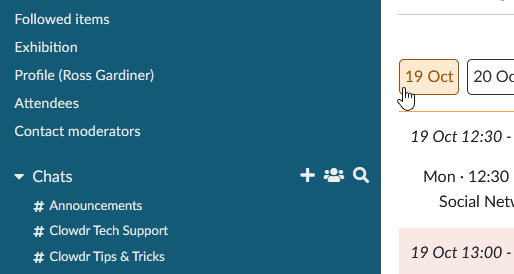 Followed items
Exhibition
Profile (Ross Gardiner)
Attendees
Contact moderators
Chats
# Announcements
# Clowdr Tech Support
# Clowdr Tips & Tricks
19 Oct
20 Oc
19 Oct 12:30 -
Mon · 12:30
Social Netw
19 Oct 13:00 -